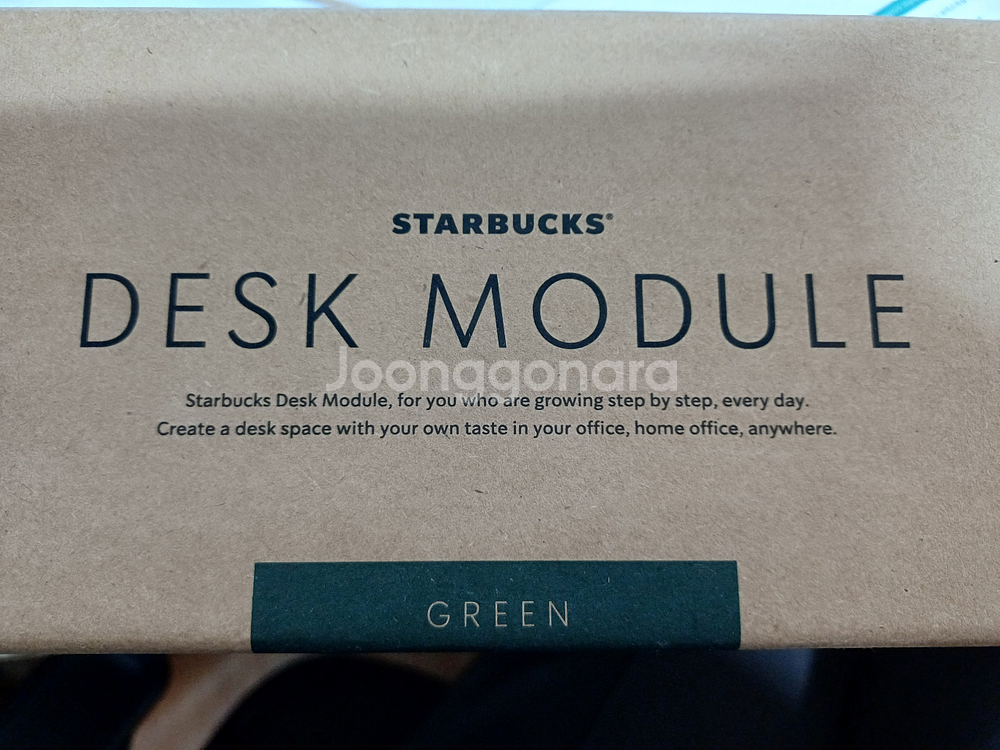 STARBUCKS®
DESK MODULE
Joonggonara
Starbucks Desk Module, for you who are growing step by step, every day.
Create a desk space with your own taste in your office, home office, anywhere.
GREEN